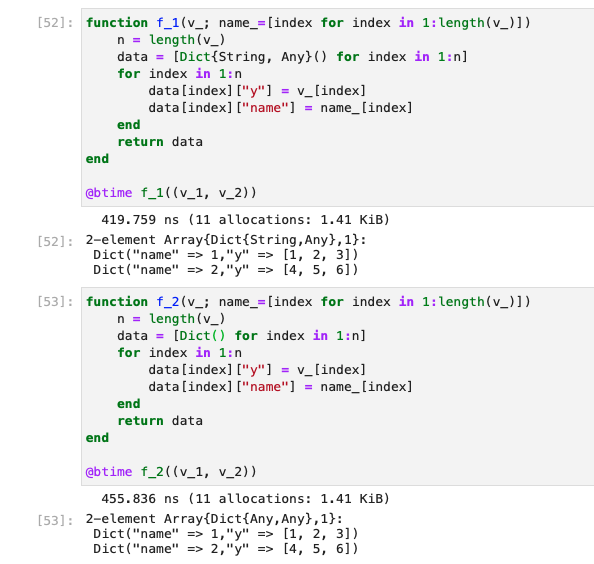 [52]: function f_1(v_; name_=[index for index in 1:length(v_)])
    n = length(v_)
    data = [Dict{String, Any}() for index in 1:n]
    for index in 1:n
        data[index]["y"] = v_[index]
        data[index]["name"] = name_[index]
    end
    return data
end
@btime f_1((v_1, v_2))
419.759 ns (11 allocations: 1.41 KiB)
[52]: 2-element Array{Dict{String,Any},1}:
Dict("name" => 1,"y" => [1, 2, 3])
Dict("name" => 2,"y" => [4, 5, 6])
[53]: function f_2(v_; name_=[index for index in 1:length(v_)])
    n = length(v_)
    data = [Dict() for index in 1:n]
    for index in 1:n
        data[index]["y"] = v_[index]
        data[index]["name"] = name_[index]
    end
    return data
end
@btime f_2((v_1, v_2))
455.836 ns (11 allocations: 1.41 KiB)
[53]: 2-element Array{Dict{Any,Any},1}:
Dict("name" => 1,"y" => [1, 2, 3])
Dict("name" => 2,"y" => [4, 5, 6])